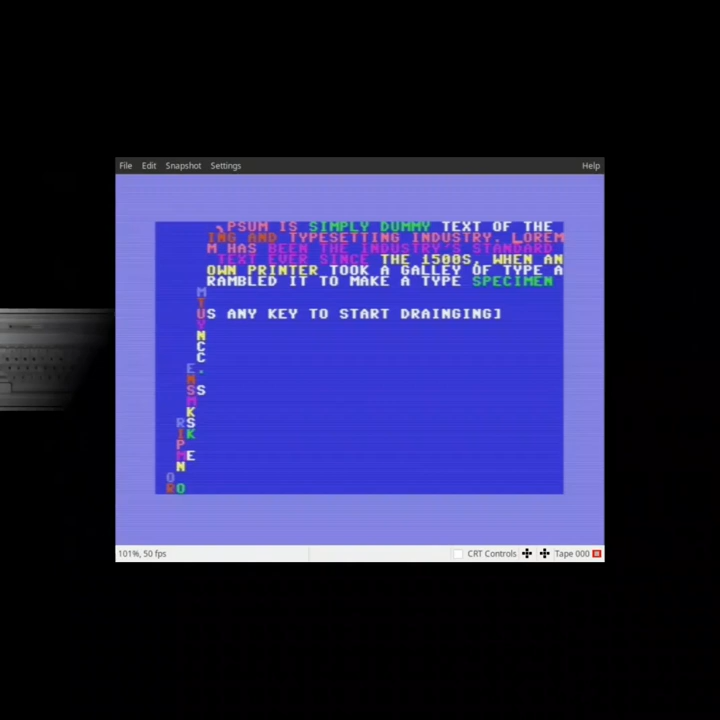 File Edit Snapshot Settings Help
PSUM IS SIMPLY DUMMY TEXT OF THE
ING AND TYPESETTING INDUSTRY. LOREM
M HAS BEEN THE INDUSTRY'S STANDARD
TEXT EVER SINCE THE 1500S, WHEN AN
OWN PRINTER TOOK A GALLEY OF TYPE A
RAMBLED IT TO MAKE A TYPE SPECIMEN
M
T
US ANY KEY TO START DRAINGING]
Y
N
C
C
E .
N
S S
M
K
R S
I K
P
M E
N
O
R O
101%, 50 fps CRT Controls Tape 000